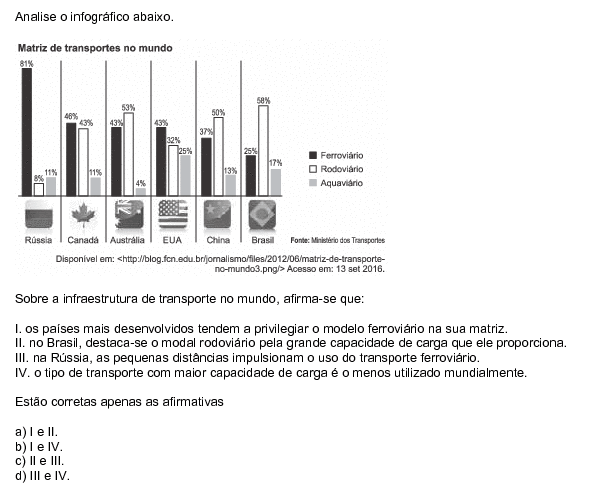 Analise o infográfico abaixo.
Matriz de transportes no mundo
81%
8%
11%
46%
43%
11%
43%
53%
4%
43%
32%
25%
37%
50%
13%
25%
58%
17%
Ferroviário
Rodoviário
Aquaviário
Rússia
Canadá
Austrália
EUA
China
Brasil
Fonte: Ministério dos Transportes
Disponível em: <http://blog.fcn.edu.br/jornalismo/files/2012/06/matriz-de-transporte-
no-mundo3.png/> Acesso em: 13 set 2016.
Sobre a infraestrutura de transporte no mundo, afirma-se que:
I. os países mais desenvolvidos tendem a privilegiar o modelo ferroviário na sua matriz.
II. no Brasil, destaca-se o modal rodoviário pela grande capacidade de carga que ele proporciona.
III. na Rússia, as pequenas distâncias impulsionam o uso do transporte ferroviário.
IV. o tipo de transporte com maior capacidade de carga é o menos utilizado mundialmente.
Estão corretas apenas as afirmativas
a) I e II.
b) I e IV.
c) II e III.
d) III e IV.